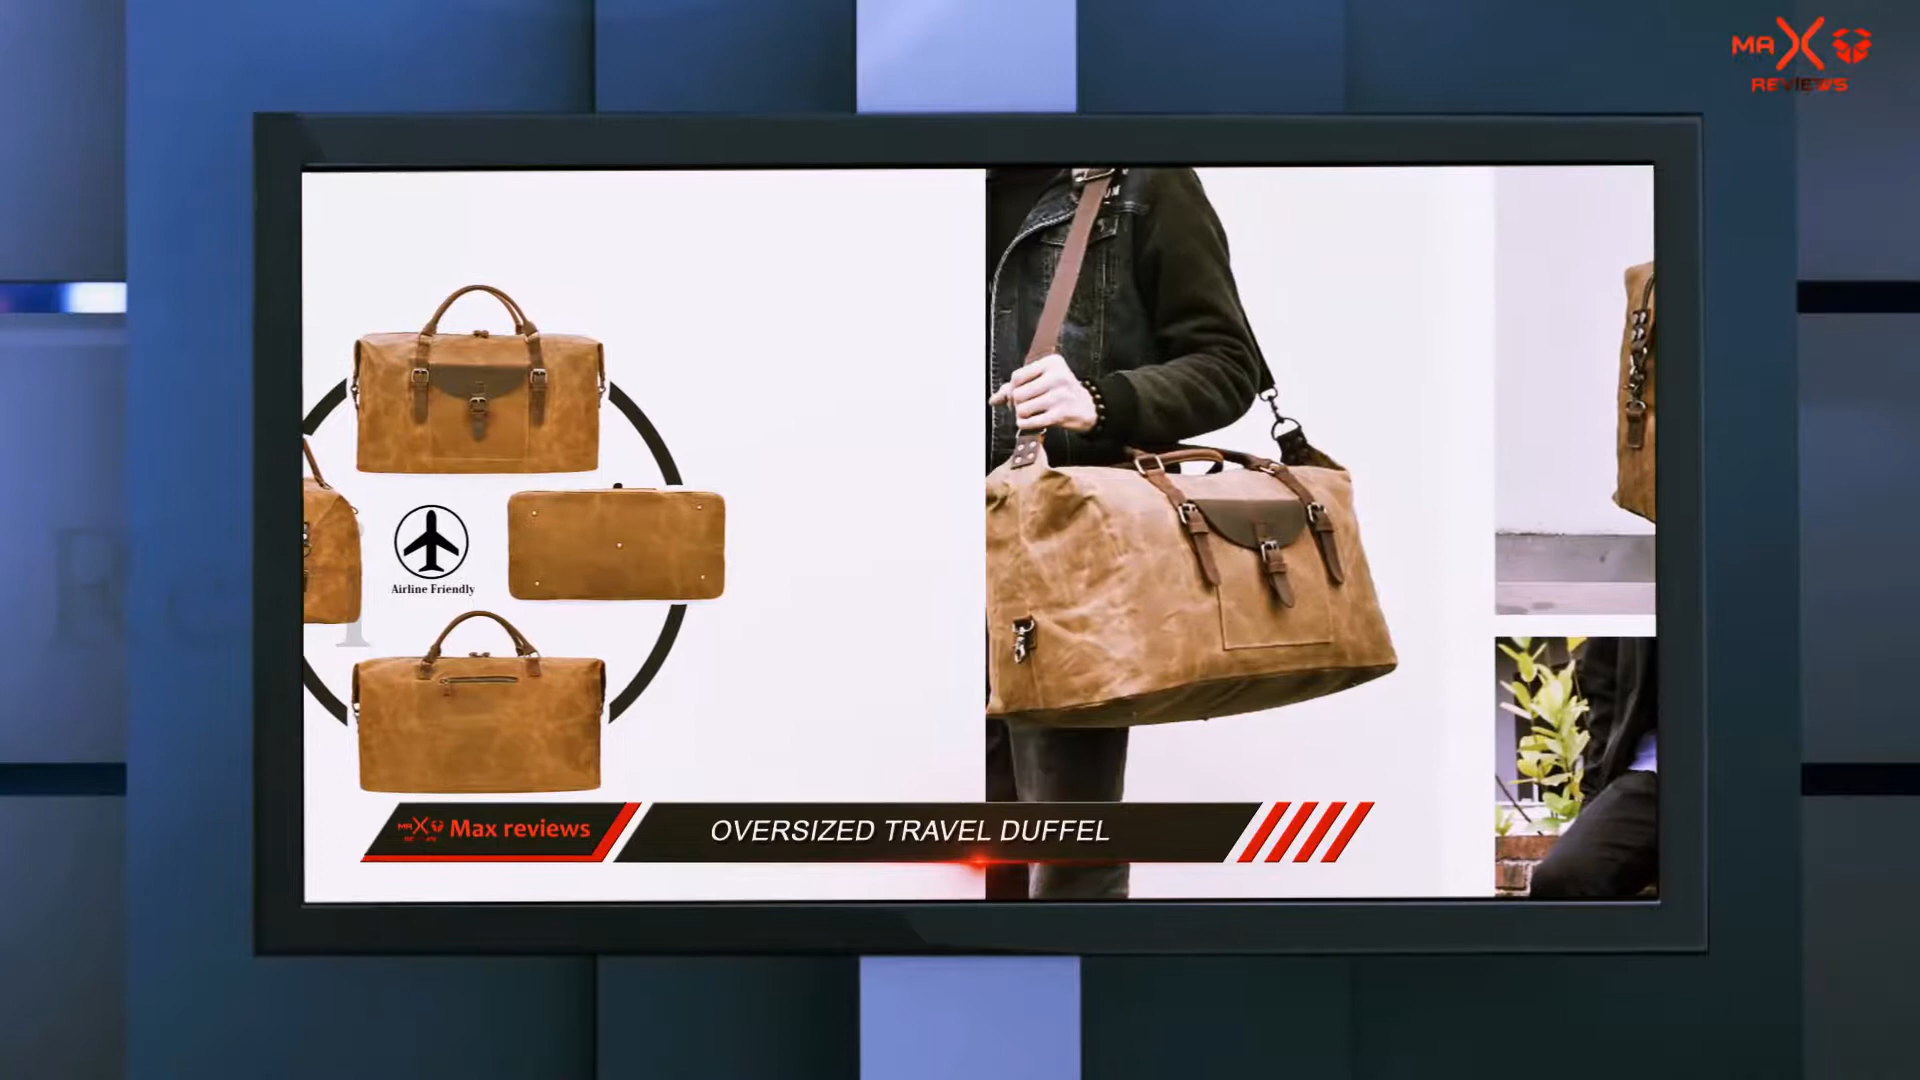 MAX
REVIEWS
Airline Friendly
Max reviews
OVERSIZED TRAVEL DUFFEL